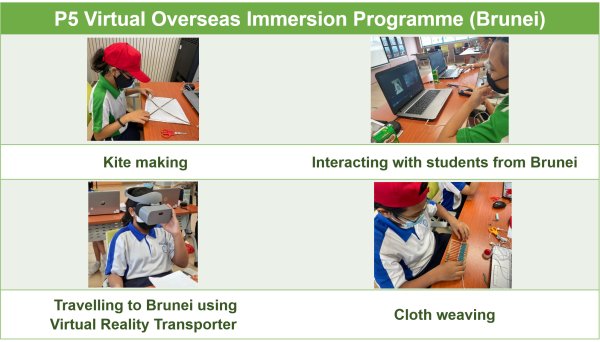 P5 Virtual Overseas Immersion Programme (Brunei)
Kite making
Interacting with students from Brunei
Travelling to Brunei using
Virtual Reality Transporter
Cloth weaving